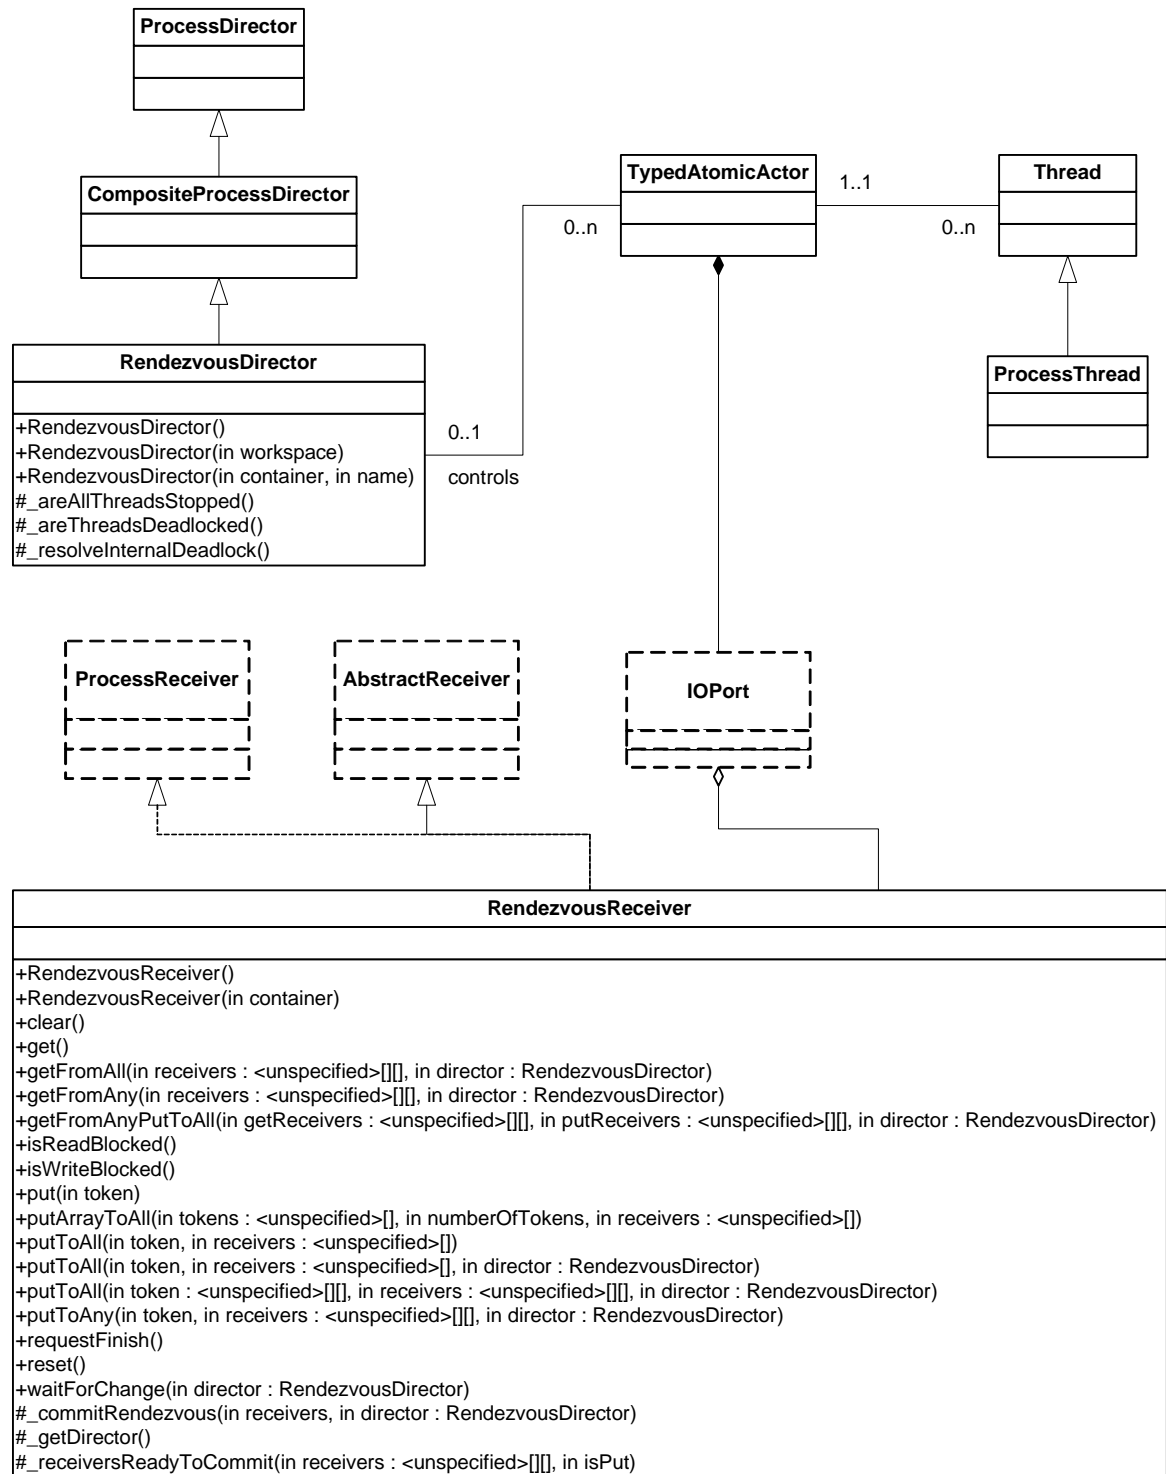 ProcessDirector
CompositeProcessDirector
TypedAtomicActor
1..1
Thread
0..n
0..n
RendezvousDirector
ProcessThread
+RendezvousDirector()
+RendezvousDirector(in workspace)
+RendezvousDirector(in container, in name)
#_areAllThreadsStopped()
#_areThreadsDeadlocked()
#_resolveInternalDeadlock()
0..1
controls
ProcessReceiver
AbstractReceiver
IOPort
RendezvousReceiver
+RendezvousReceiver()
+RendezvousReceiver(in container)
+clear()
+get()
+getFromAll(in receivers : <unspecified>[][], in director : RendezvousDirector)
+getFromAny(in receivers : <unspecified>[][], in director : RendezvousDirector)
+getFromAnyPutToAll(in getReceivers : <unspecified>[][], in putReceivers : <unspecified>[][], in director : RendezvousDirector)
+isReadBlocked()
+isWriteBlocked()
+put(in token)
+putArrayToAll(in tokens : <unspecified>[], in numberOfTokens, in receivers : <unspecified>[])
+putToAll(in token, in receivers : <unspecified>[])
+putToAll(in token, in receivers : <unspecified>[], in director : RendezvousDirector)
+putToAll(in token : <unspecified>[][], in receivers : <unspecified>[][], in director : RendezvousDirector)
+putToAny(in token, in receivers : <unspecified>[][], in director : RendezvousDirector)
+requestFinish()
+reset()
+waitForChange(in director : RendezvousDirector)
#_commitRendezvous(in receivers, in director : RendezvousDirector)
#_getDirector()
#_receiversReadyToCommit(in receivers : <unspecified>[][], in isPut)